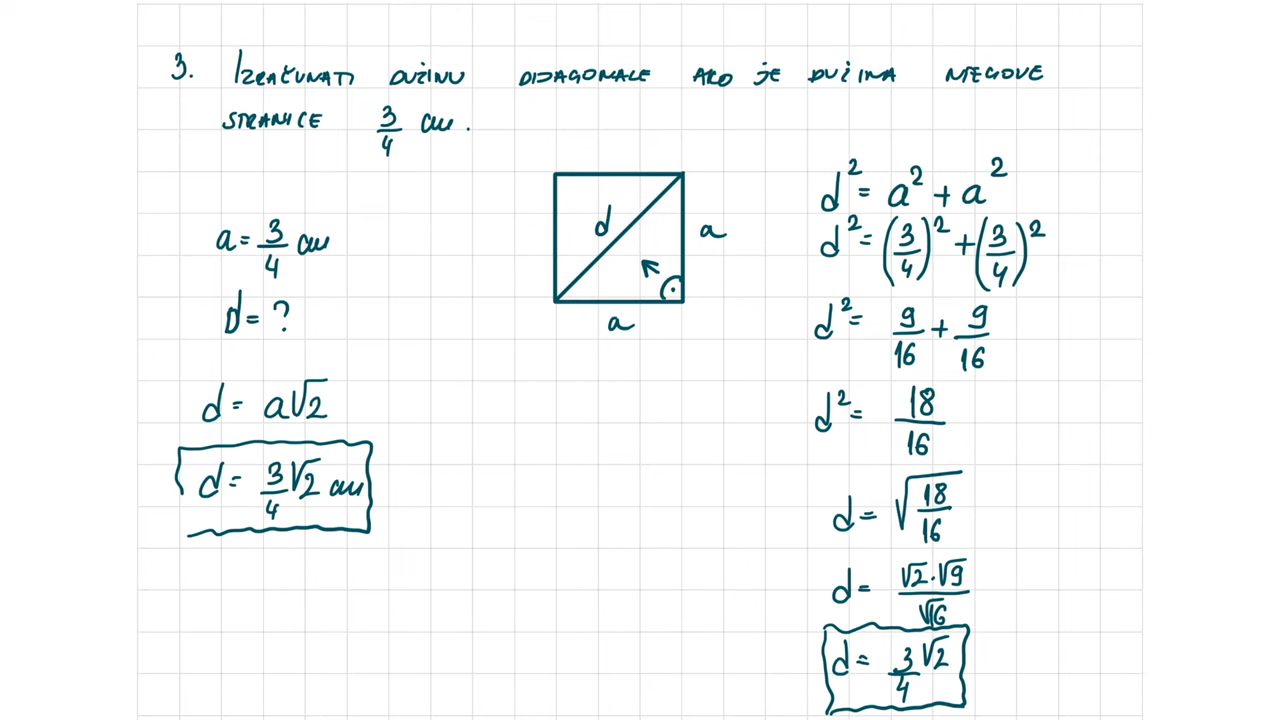 3. IZRAČUNATI DUŽINU DIJAGONALE AKO JE DUŽINA NJEGOVE
STRANICE 3/4 cm.
a = 3/4 cm
D = ?
d = a√2
d = 3/4 √2 cm
d
a
a
d² = a² + a²
d² = (3/4)² + (3/4)²
d² = 9/16 + 9/16
d² = 18/16
d = √(18/16)
d = √2·√9/√16
d = 3/4 √2